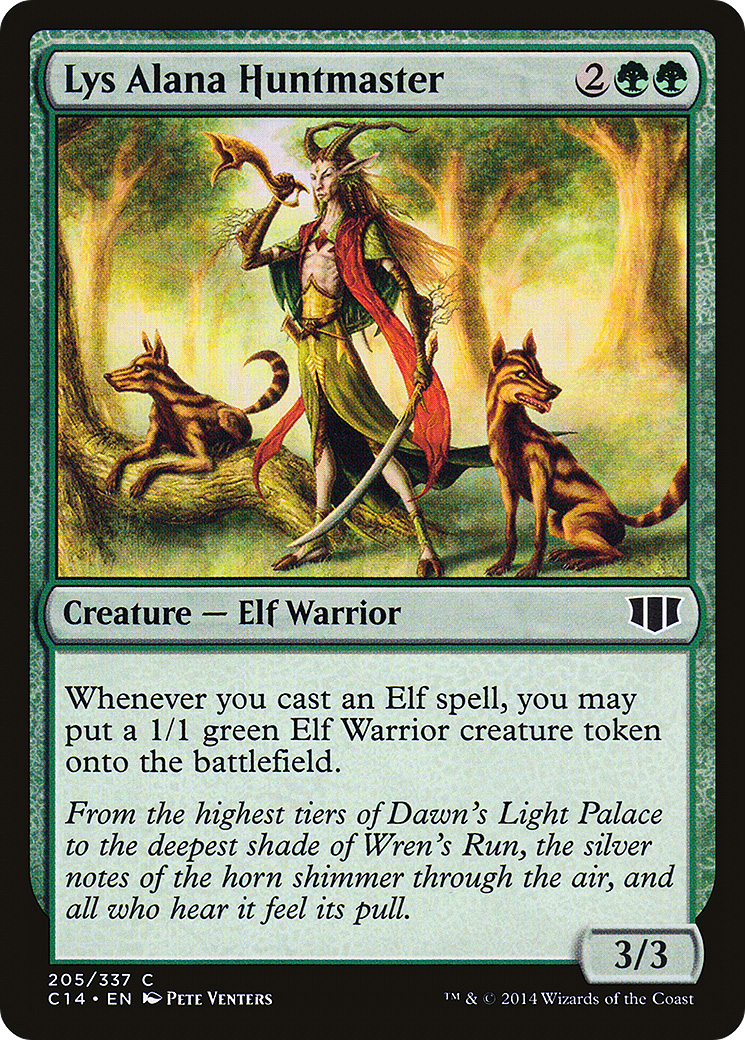 Lys Alana Huntmaster 2
Creature — Elf Warrior
Whenever you cast an Elf spell, you may
put a 1/1 green Elf Warrior creature token
onto the battlefield.
From the highest tiers of Dawn's Light Palace
to the deepest shade of Wren's Run, the silver
notes of the horn shimmer through the air, and
all who hear it feel its pull.
3/3
205/337 C
C14 • EN Pete Venters
™ & © 2014 Wizards of the Coast